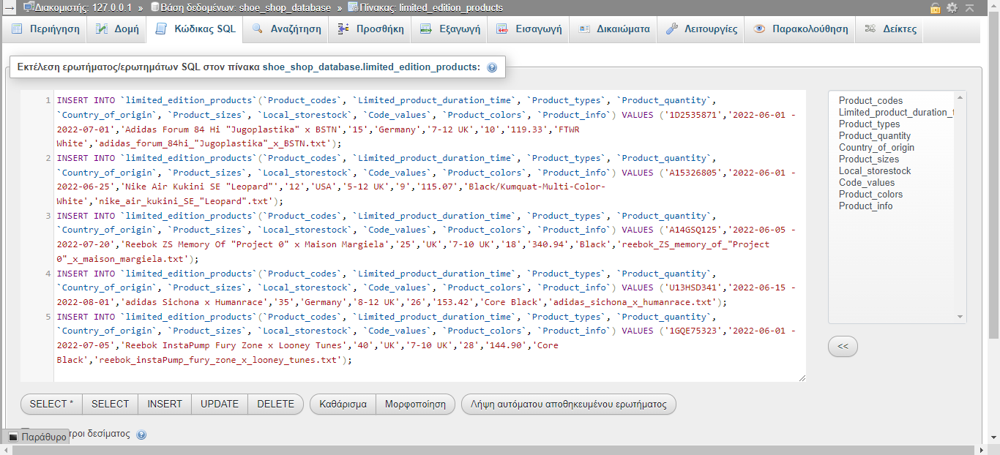 Διακομιστής: 127.0.0.1 » Βάση δεδομένων: shoe_shop_database » Πίνακας: limited_edition_products
Περιήγηση Δομή Κώδικας SQL Αναζήτηση Προσθήκη Εξαγωγή Εισαγωγή Δικαιώματα Λειτουργίες Παρακολούθηση Δείκτες
Εκτέλεση ερωτήματος/ερωτημάτων SQL στον πίνακα shoe_shop_database.limited_edition_products:
1 INSERT INTO `limited_edition_products`(`Product_codes`, `Limited_product_duration_time`, `Product_types`, `Product_quantity`,
`Country_of_origin`, `Product_sizes`, `Local_storestock`, `Code_values`, `Product_colors`, `Product_info`) VALUES ('1D2535871','2022-06-01 -
2022-07-01','Adidas Forum 84 Hi "Jugoplastika" x BSTN','15','Germany','7-12 UK','10','119.33','FTWR
White','adidas_forum_84hi_"Jugoplastika"_x_BSTN.txt');
2 INSERT INTO `limited_edition_products`(`Product_codes`, `Limited_product_duration_time`, `Product_types`, `Product_quantity`,
`Country_of_origin`, `Product_sizes`, `Local_storestock`, `Code_values`, `Product_colors`, `Product_info`) VALUES ('A15326805','2022-06-01 -
2022-06-25','Nike Air Kukini SE "Leopard"','12','USA','5-12 UK','9','115.07','Black/Kumquat-Multi-Color-
White','nike_air_kukini_SE_"Leopard".txt');
3 INSERT INTO `limited_edition_products`(`Product_codes`, `Limited_product_duration_time`, `Product_types`, `Product_quantity`,
`Country_of_origin`, `Product_sizes`, `Local_storestock`, `Code_values`, `Product_colors`, `Product_info`) VALUES ('A14GSQ125','2022-06-05 -
2022-07-20','Reebok ZS Memory Of "Project 0" x Maison Margiela','25','UK','7-10 UK','18','340.94','Black','reebok_ZS_memory_of_"Project
0"_x_maison_margiela.txt');
4 INSERT INTO `limited_edition_products`(`Product_codes`, `Limited_product_duration_time`, `Product_types`, `Product_quantity`,
`Country_of_origin`, `Product_sizes`, `Local_storestock`, `Code_values`, `Product_colors`, `Product_info`) VALUES ('U13HSD341','2022-06-15 -
2022-08-01','adidas Sichona x Humanrace','35','Germany','8-12 UK','26','153.42','Core Black','adidas_sichona_x_humanrace.txt');
5 INSERT INTO `limited_edition_products`(`Product_codes`, `Limited_product_duration_time`, `Product_types`, `Product_quantity`,
`Country_of_origin`, `Product_sizes`, `Local_storestock`, `Code_values`, `Product_colors`, `Product_info`) VALUES ('1GQE75323','2022-06-01 -
2022-07-05','Reebok InstaPump Fury Zone x Looney Tunes','40','UK','7-10 UK','28','144.90','Core
Black','reebok_instaPump_fury_zone_x_looney_tunes.txt');
Product_codes
Limited_product_duration_t
Product_types
Product_quantity
Country_of_origin
Product_sizes
Local_storestock
Code_values
Product_colors
Product_info
<<
SELECT * SELECT INSERT UPDATE DELETE Καθάρισμα Μορφοποίηση Λήψη αυτόματου αποθηκευμένου ερωτήματος
τροι δεσίματος
Παράθυρο